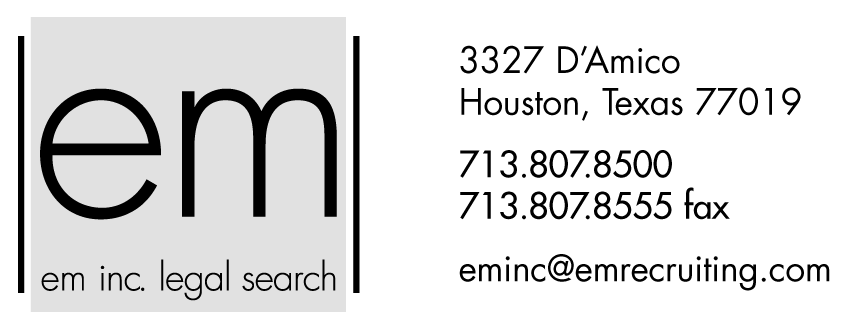 em
em inc. legal search
3327 D'Amico
Houston, Texas 77019
713.807.8500
713.807.8555 fax
eminc@emrecruiting.com